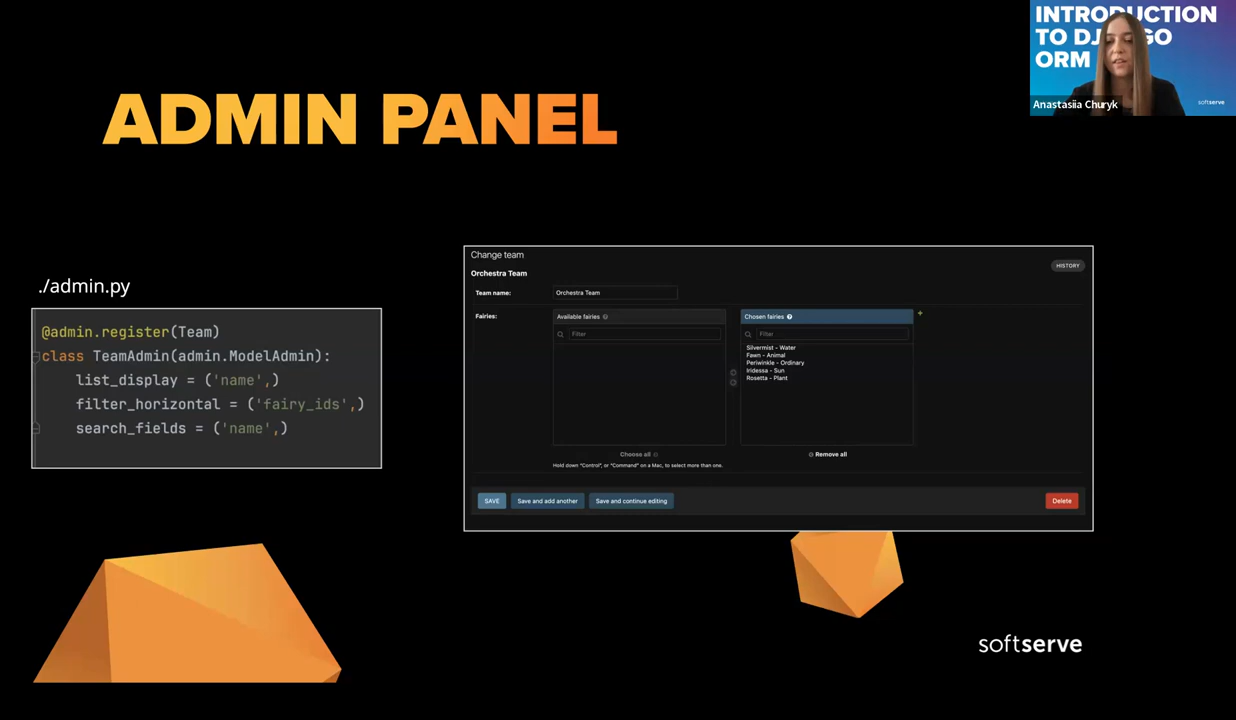 INTRODUCTION
TO DJANGO
ORM
Anastasiia Churyk
softserve
ADMIN PANEL
./admin.py
@admin.register(Team)
class TeamAdmin(admin.ModelAdmin):
list_display = ('name',)
filter_horizontal = ('fairy_ids',)
search_fields = ('name',)
Change team
HISTORY
Orchestra Team
Team name:
Orchestra Team
Fairies:
Available fairies
Filter
Chosen fairies
Filter
Silvermist - Water
Fawn - Animal
Periwinkle - Ordinary
Iridessa - Sun
Rosetta - Plant
Choose all
Remove all
Hold down "Control", or "Command" on a Mac, to select more than one.
SAVE
Save and add another
Save and continue editing
Delete
softserve